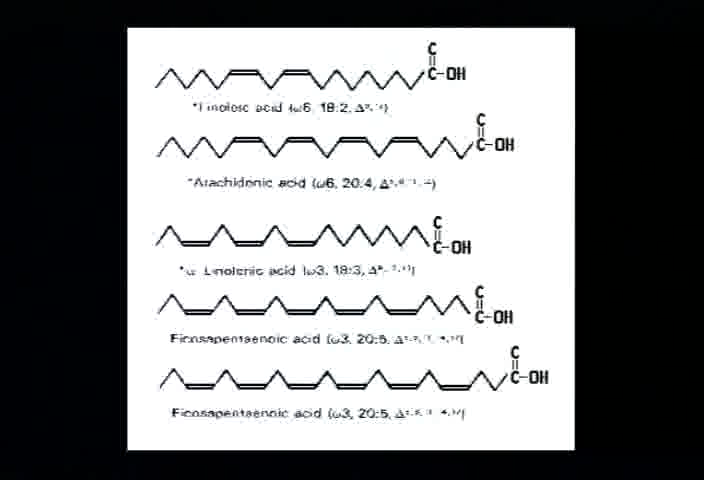 C
C-OH
*Linoleic acid (ω6, 18:2,
C
C-OH
*Arachidonic acid (ω6, 20:4,
C
C-OH
*α Linolenic acid (ω3, 18:3,
C
C-OH
Eicosapentaenoic acid (ω3, 20:5,
C
C-OH
Eicosapentaenoic acid (ω3, 20:5,